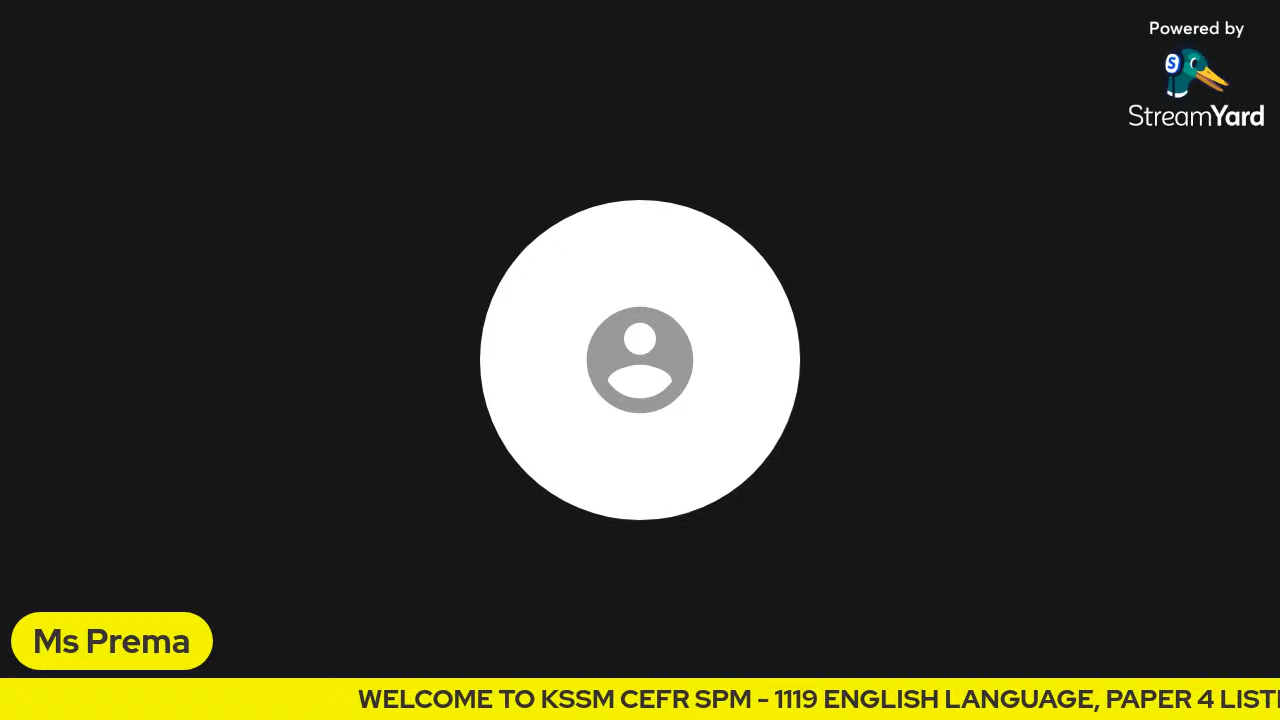 Powered by
S
StreamYard
Ms Prema
WELCOME TO KSSM CEFR SPM - 1119 ENGLISH LANGUAGE, PAPER 4